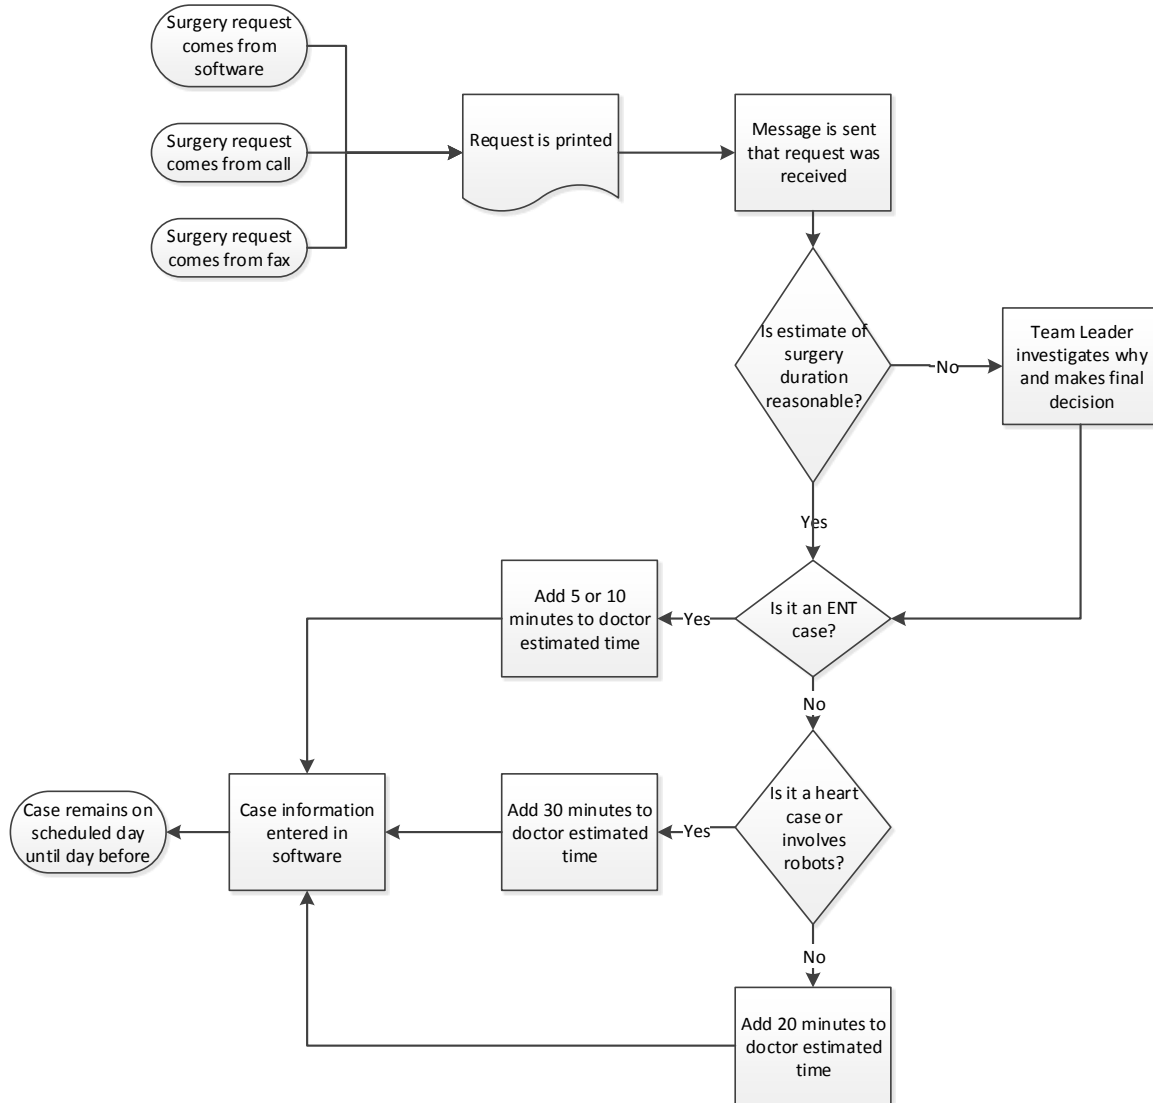 Surgery request
comes from
software
Surgery request
comes from call
Surgery request
comes from fax
Request is printed
Message is sent
that request was
received
Is estimate of
surgery
duration
reasonable?
No
Team Leader
investigates why
and makes final
decision
Yes
Is it an ENT
case?
Yes
Add 5 or 10
minutes to doctor
estimated time
No
Is it a heart
case or
involves
robots?
Yes
Add 30 minutes to
doctor estimated
time
Case information
entered in
software
Case remains on
scheduled day
until day before
No
Add 20 minutes to
doctor estimated
time